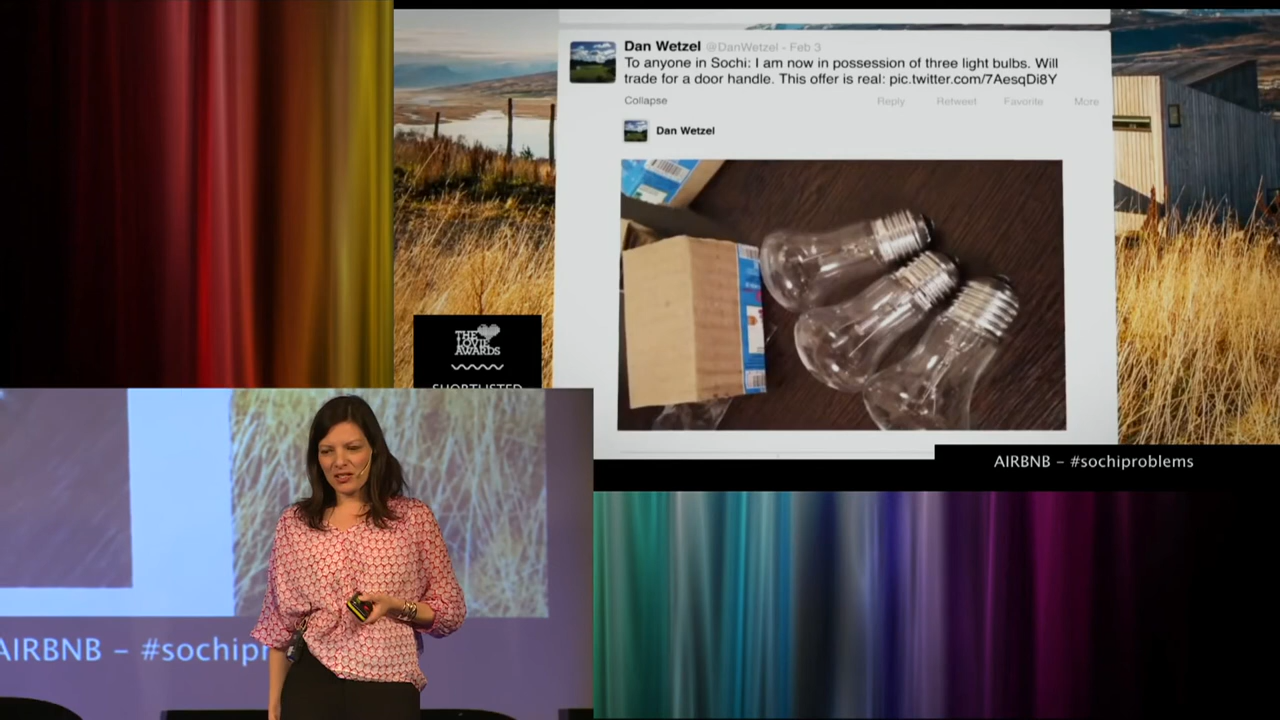 Dan Wetzel @DanWetzel - Feb 3
To anyone in Sochi: I am now in possession of three light bulbs. Will
trade for a door handle. This offer is real: pic.twitter.com/7AesqDi8Y
Collapse
Reply Retweet Favorite More
Dan Wetzel
THE
LOVIE
AWARDS
SHORTLISTED
AIRBNB – #sochiproblems
AIRBNB – #sochip